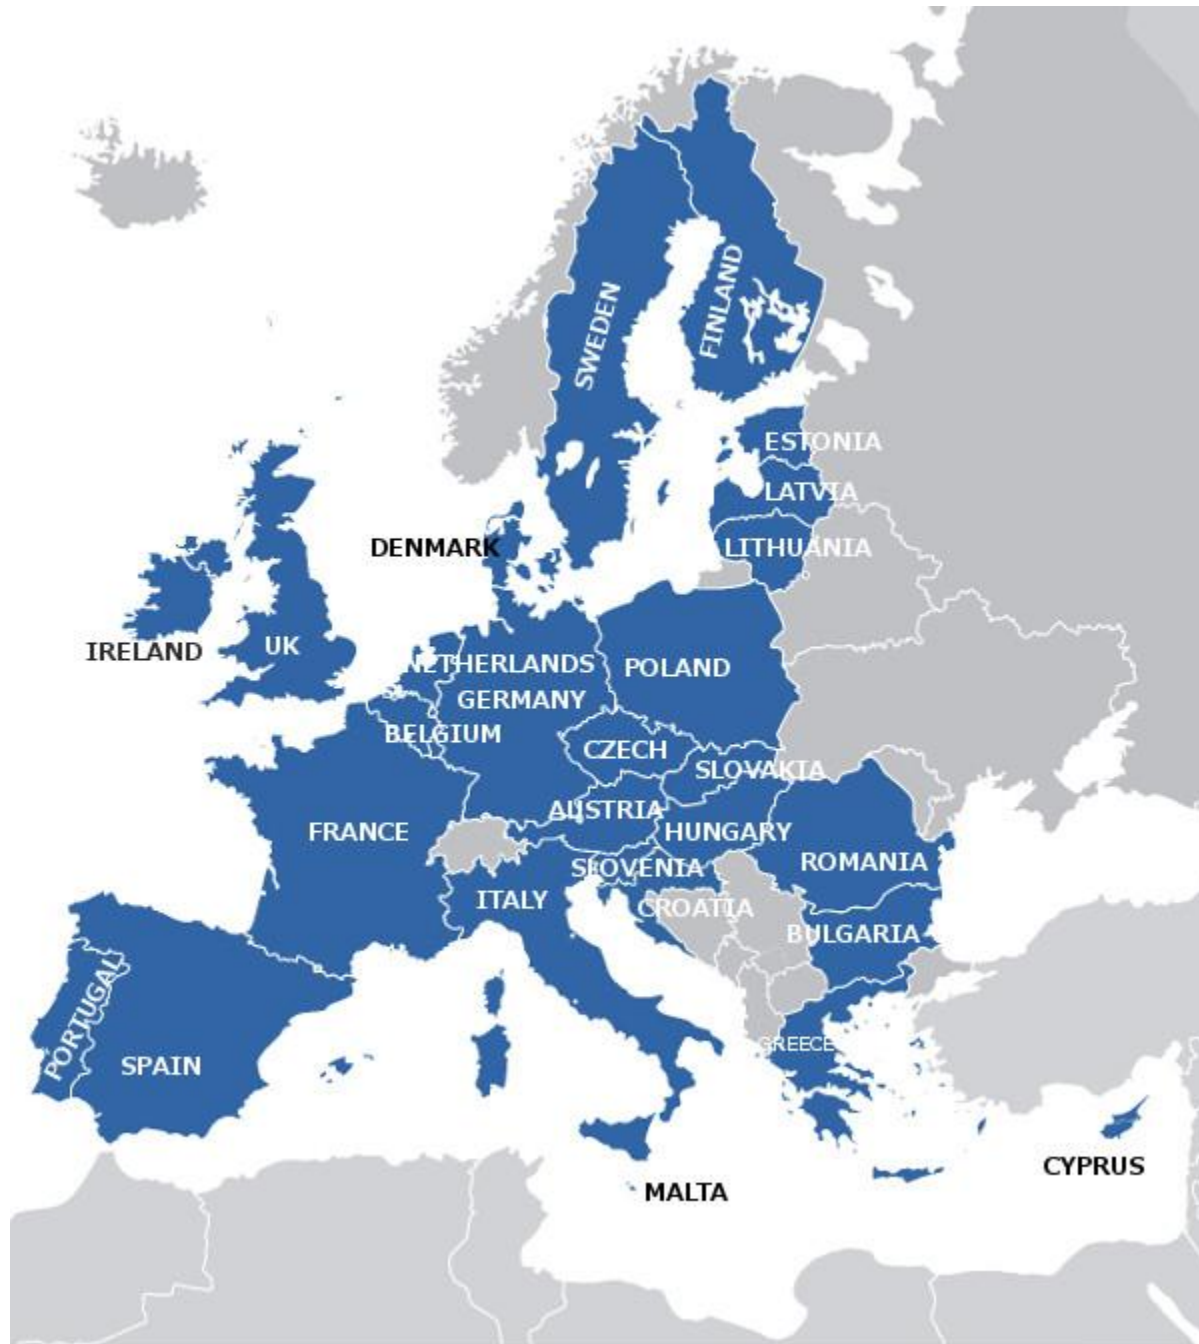 SWEDEN
FINLAND
ESTONIA
LATVIA
DENMARK
LITHUANIA
IRELAND
UK
NETHERLANDS
POLAND
GERMANY
BELGIUM
CZECH
SLOVAKIA
AUSTRIA
FRANCE
HUNGARY
ROMANIA
SLOVENIA
ITALY
CROATIA
BULGARIA
PORTUGAL
GREECE
SPAIN
CYPRUS
MALTA